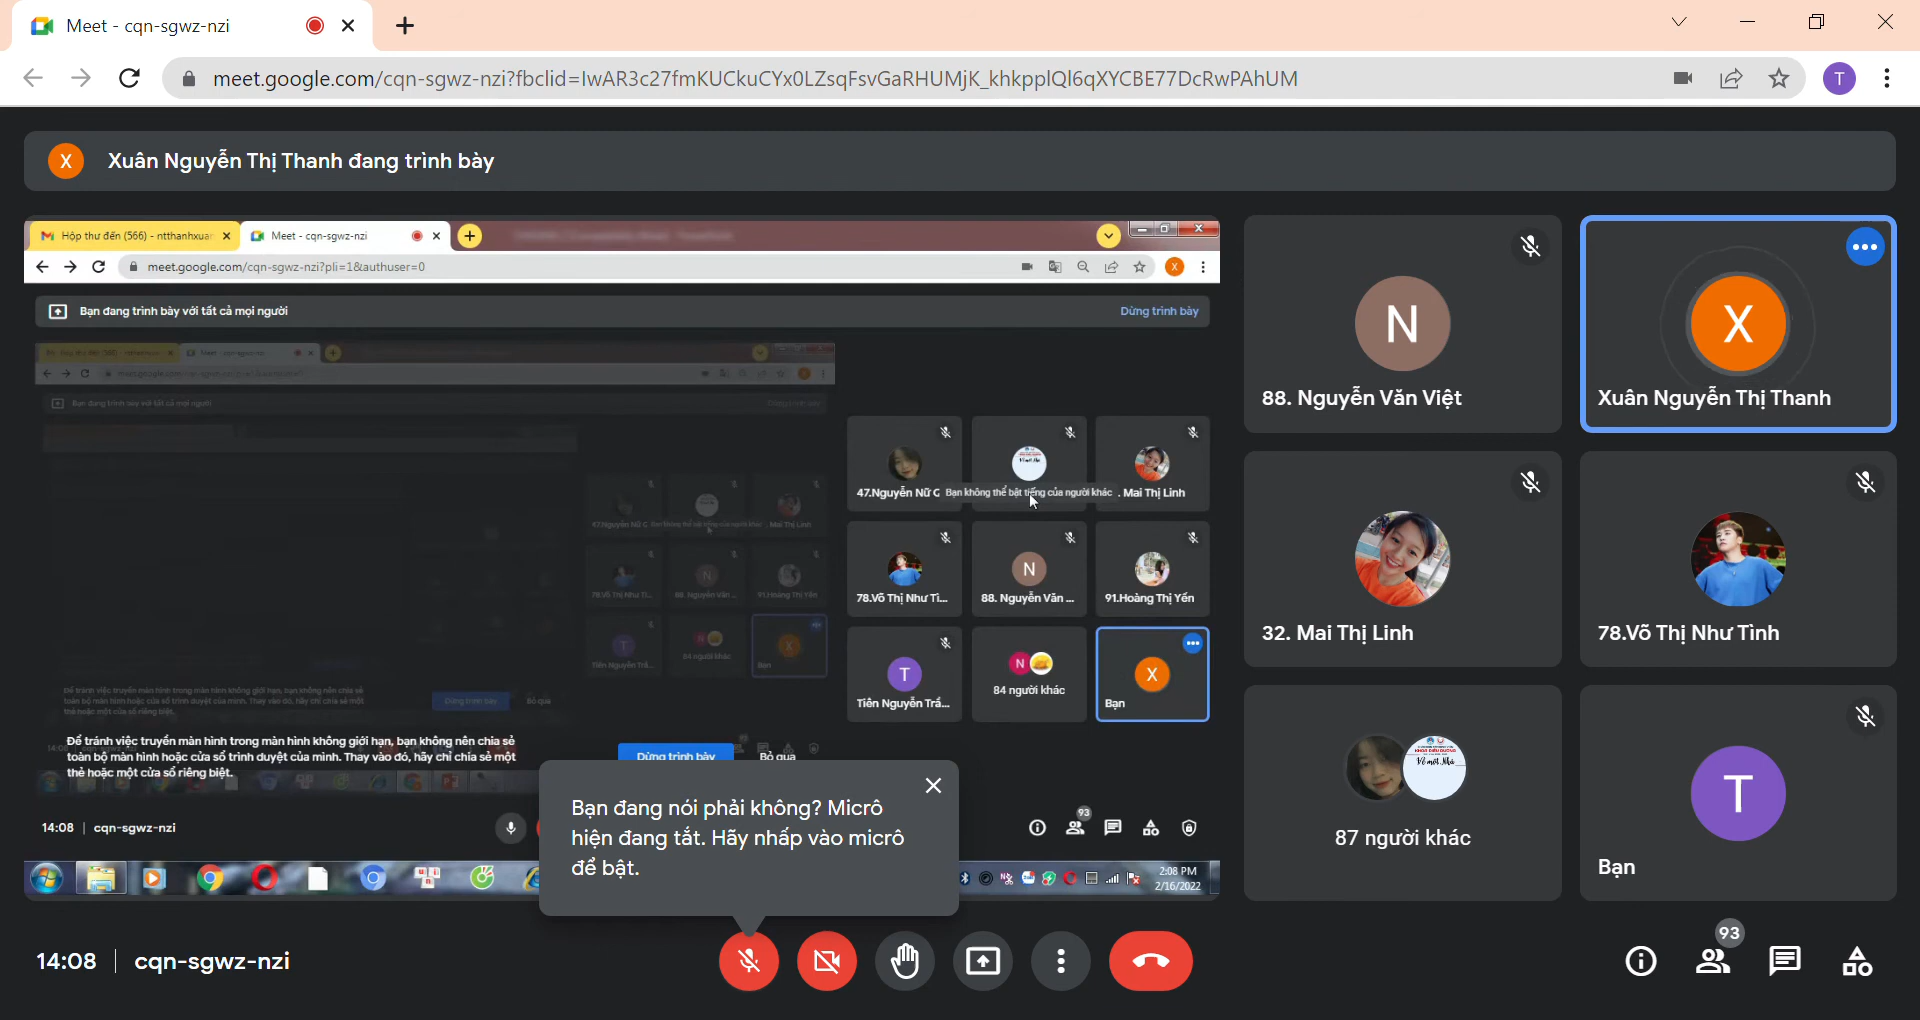 Meet - cqn-sgwz-nzi
meet.google.com/cqn-sgwz-nzi?fbclid=IwAR3c27fmKUCkuCYx0LZsqFsvGaRHUMjK_khkpplQl6qXYCBE77DcRwPAhUM
T
X
Xuân Nguyễn Thị Thanh đang trình bày
Hộp thư đến (566) - ntthanhxuan
Meet - cqn-sgwz-nzi
meet.google.com/cqn-sgwz-nzi?pli=1&authuser=0
X
Bạn đang trình bày với tất cả mọi người
Dừng trình bày
47.Nguyễn Nữ C
Bạn không thể bật tiếng của người khác
. Mai Thị Linh
78.Võ Thị Như Tì...
N
88. Nguyễn Văn ...
91.Hoàng Thị Yến
T
Tiên Nguyễn Trầ...
N
84 người khác
X
Bạn
Để tránh việc truyền màn hình trong màn hình không giới hạn, bạn không nên chia sẻ
toàn bộ màn hình hoặc cửa sổ trình duyệt của mình. Thay vào đó, hãy chỉ chia sẻ một
thẻ hoặc một cửa sổ riêng biệt.
Dừng trình bày
Bỏ qua
14:08
cqn-sgwz-nzi
93
2:08 PM
2/16/2022
N
88. Nguyễn Văn Việt
X
Xuân Nguyễn Thị Thanh
32. Mai Thị Linh
78.Võ Thị Như Tình
87 người khác
T
Bạn
Bạn đang nói phải không? Micrô
hiện đang tắt. Hãy nhấp vào micrô
để bật.
14:08
cqn-sgwz-nzi
93